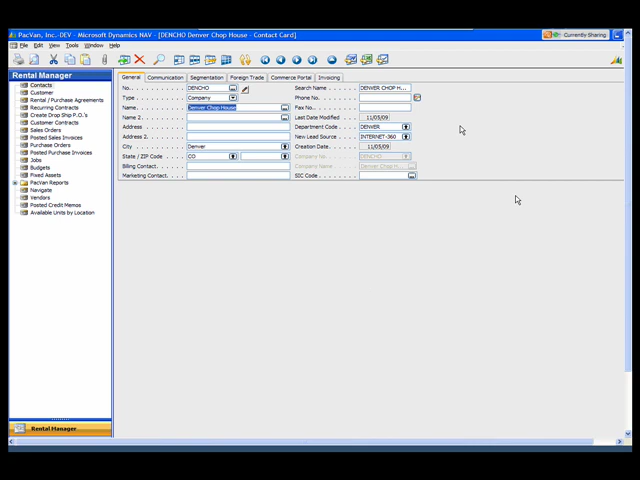 PacVan, Inc.-DEV - Microsoft Dynamics NAV - [DENCHO Denver Chop House - Contact Card]
Currently Sharing
File Edit View Tools Window Help
Rental Manager
Contacts
Customer
Rental / Purchase Agreements
Recurring Contracts
Create Drop Ship P.O.'s
Customer Contracts
Sales Orders
Posted Sales Invoices
Purchase Orders
Posted Purchase Invoices
Jobs
Budgets
Fixed Assets
PacVan Reports
Navigate
Vendors
Posted Credit Memos
Available Units by Location
Rental Manager
General Communication Segmentation Foreign Trade Commerce Portal Invoicing
No. DENCHO
Type Company
Name Denver Chop House
Name 2
Address
Address 2
City Denver
State / ZIP Code CO
Billing Contact
Marketing Contact
Search Name DENVER CHOP H...
Phone No.
Fax No.
Last Date Modified 11/05/09
Department Code DENVER
New Lead Source INTERNET-360
Creation Date 11/05/09
Company No. DENCHO
Company Name Denver Chop H...
SIC Code